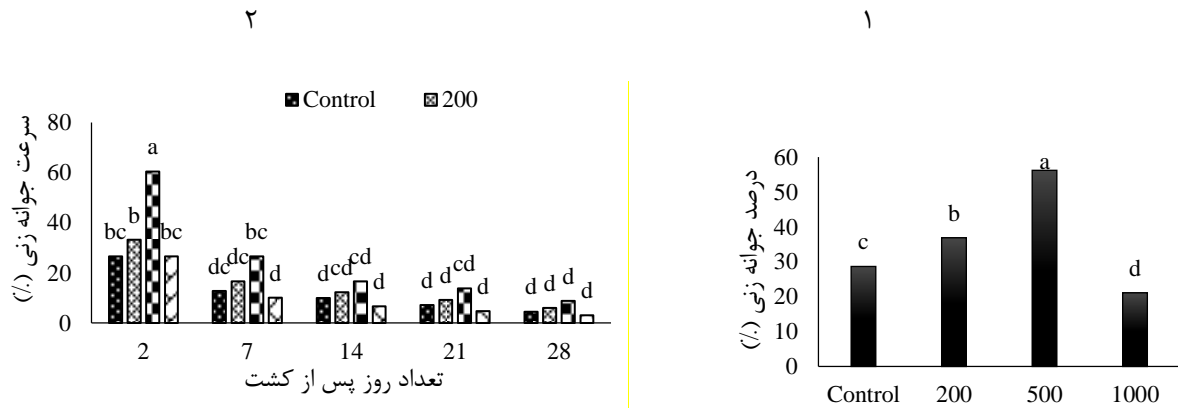 ۲
۱
Control 200
سرعت جوانه زنی (٪)
80
60
40
20
0
a
b
bc bc
bc
dc dc d
d cd cd d
d d cd d
d d d d
2 7 14 21 28
تعداد روز پس از کشت
درصد جوانه زنی (٪)
60
50
40
30
20
10
0
c
b
a
d
Control 200 500 1000